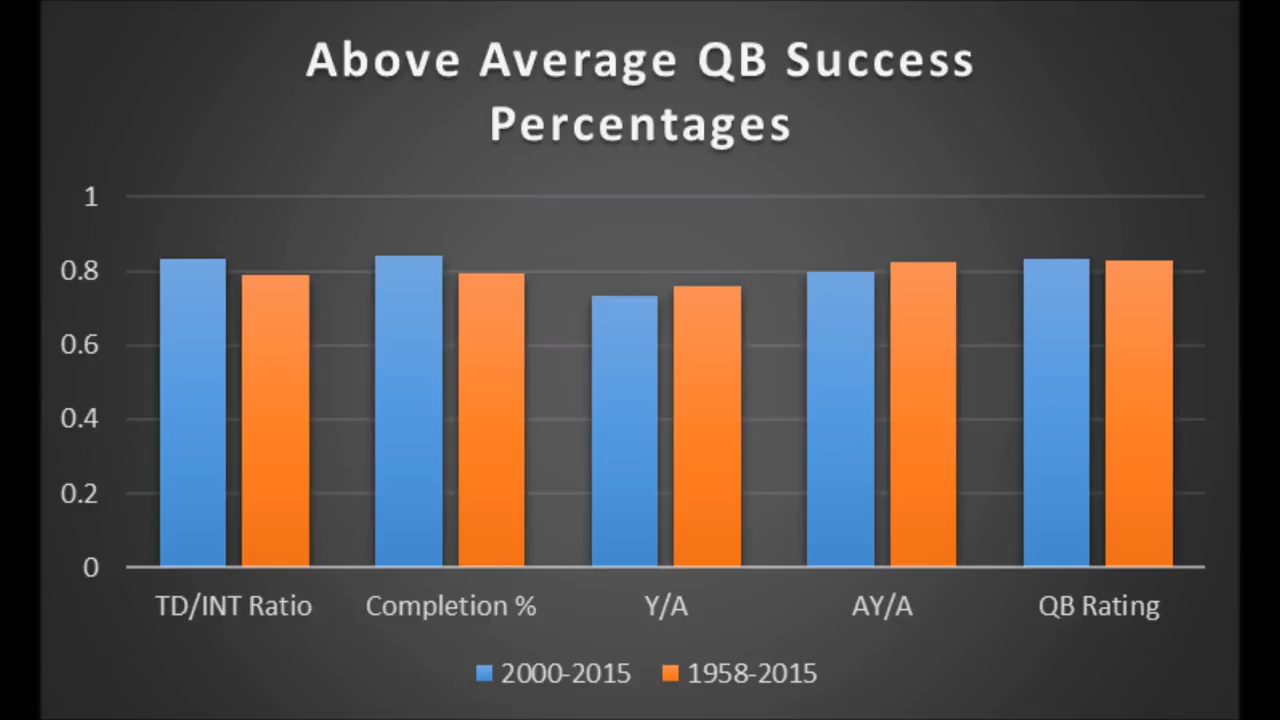 Above Average QB Success
Percentages
1
0.8
0.6
0.4
0.2
0
TD/INT Ratio
Completion %
Y/A
AY/A
QB Rating
2000-2015
1958-2015